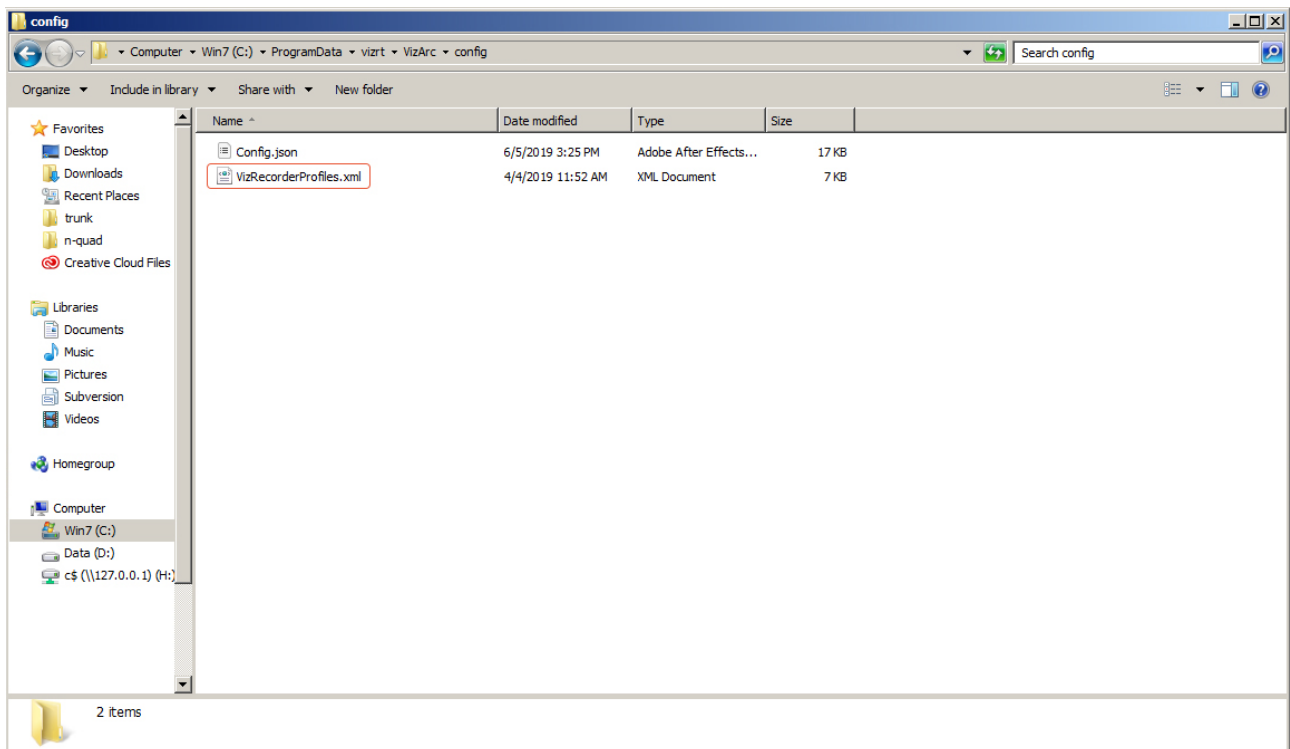 config
Computer Win7 (C:) ProgramData vizrt VizArc config
Search config
Organize Include in library Share with New folder
Name Date modified Type Size
Config.json 6/5/2019 3:25 PM Adobe After Effects... 17 KB
VizRecorderProfiles.xml 4/4/2019 11:52 AM XML Document 7 KB
Favorites
Desktop
Downloads
Recent Places
trunk
n-quad
Creative Cloud Files
Libraries
Documents
Music
Pictures
Subversion
Videos
Homegroup
Computer
Win7 (C:)
Data (D:)
c$ (\\127.0.0.1) (H:)
2 items